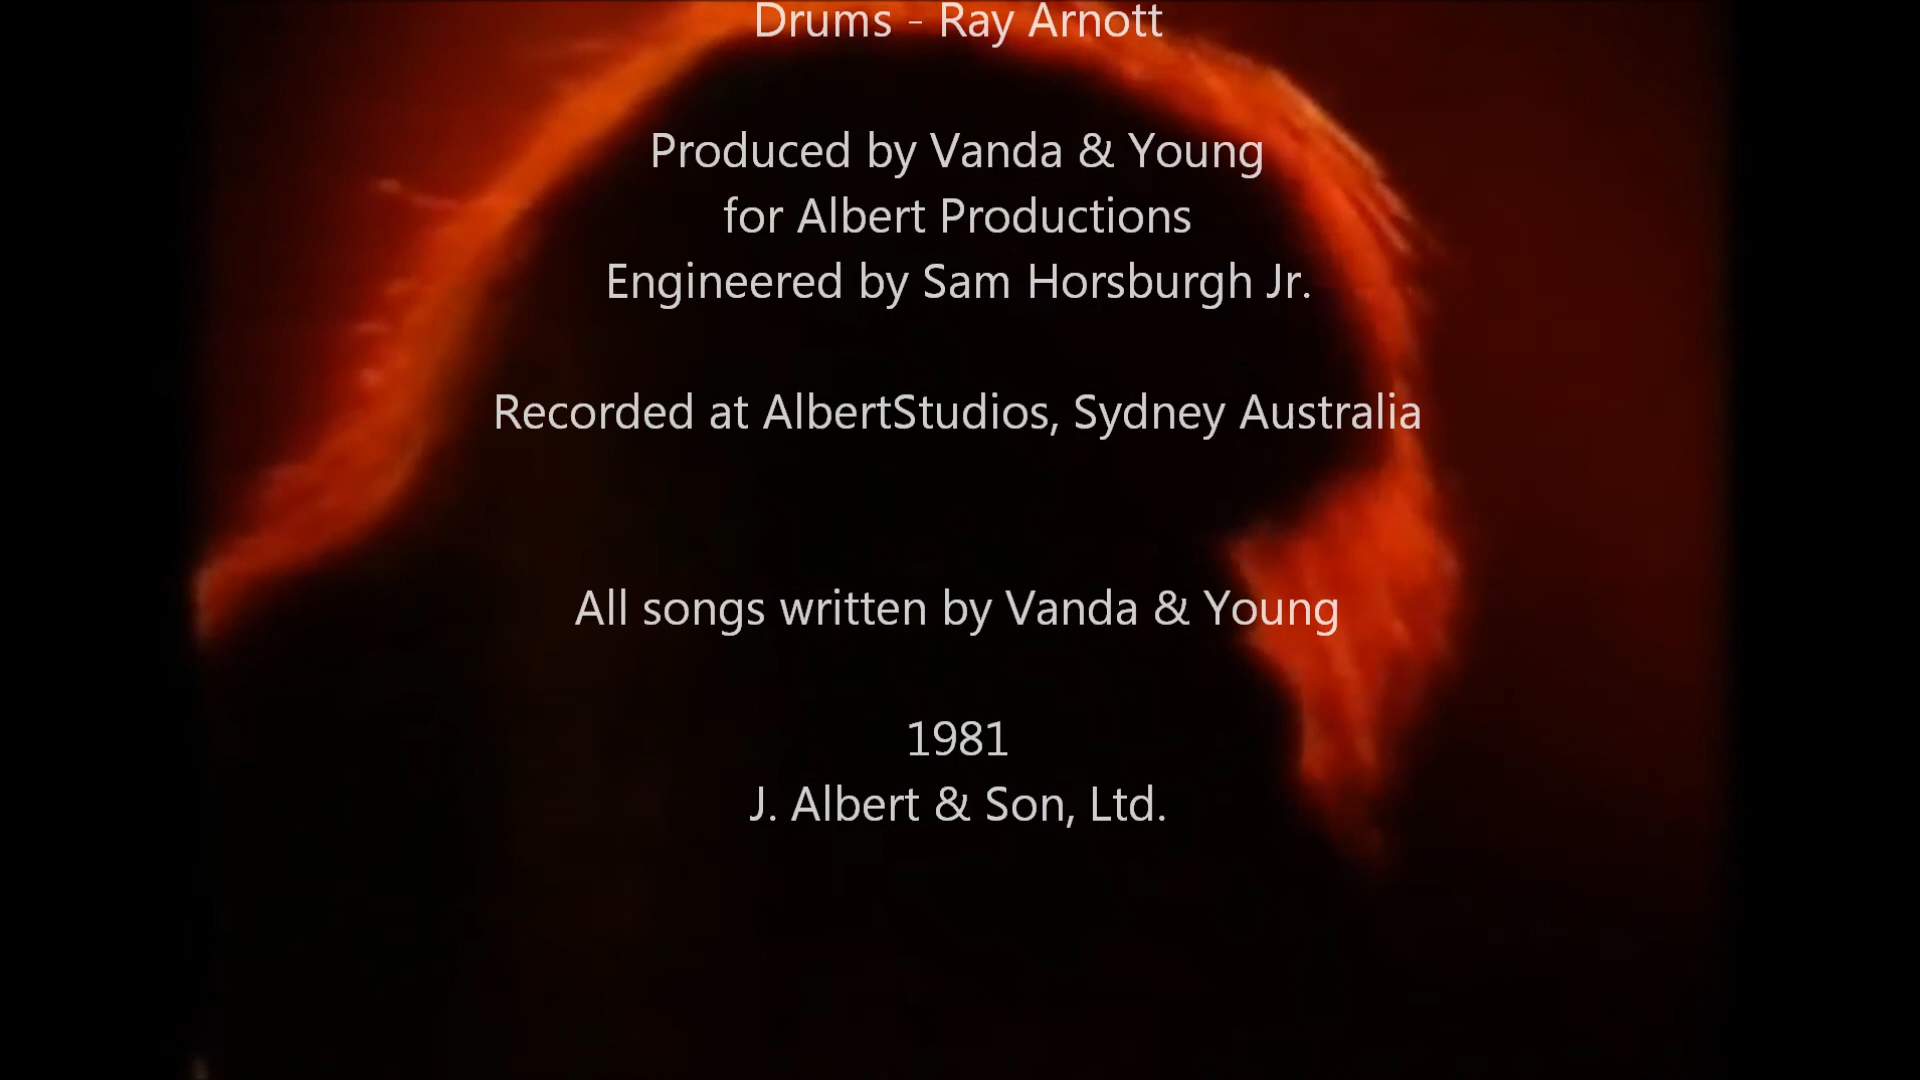 Drums - Ray Arnott
Produced by Vanda & Young
for Albert Productions
Engineered by Sam Horsburgh Jr.
Recorded at AlbertStudios, Sydney Australia
All songs written by Vanda & Young
1981
J. Albert & Son, Ltd.